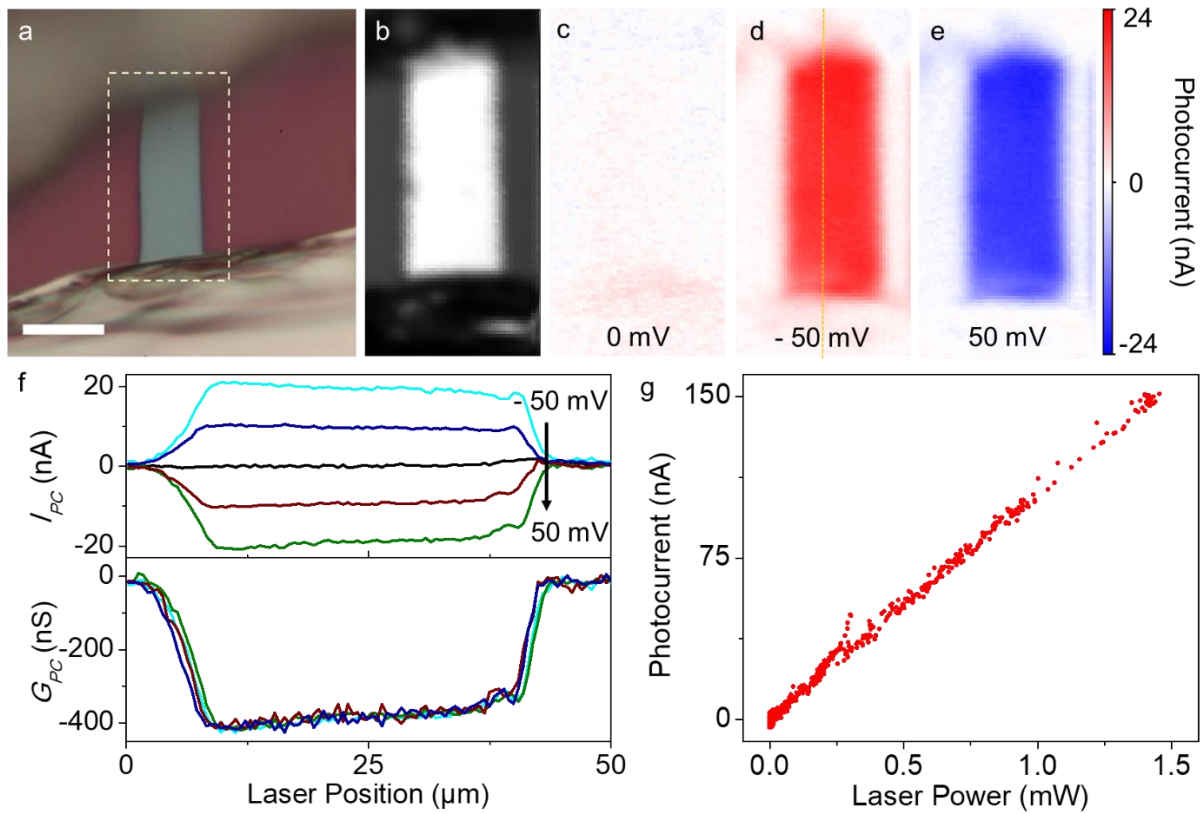 a
b
c
d
e
0 mV
- 50 mV
50 mV
24
0
-24
Photocurrent (nA)
f
20
0
-20
I_PC (nA)
- 50 mV
50 mV
0
-200
-400
G_PC (nS)
0
25
50
Laser Position (µm)
g
150
75
0
Photocurrent (nA)
0.0
0.5
1.0
1.5
Laser Power (mW)